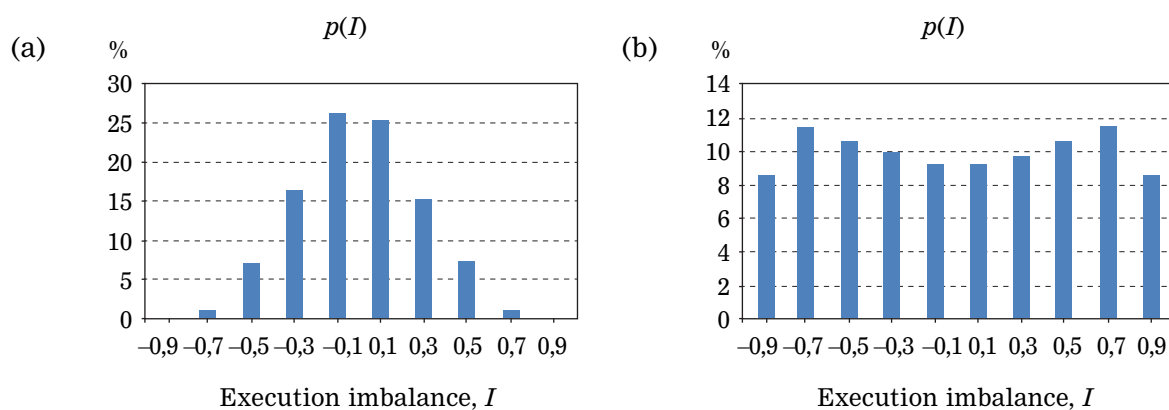 p(I)
(a)
%
30
25
20
15
10
5
0
–0,9 –0,7 –0,5 –0,3 –0,1 0,1 0,3 0,5 0,7 0,9
Execution imbalance, I
p(I)
(b)
%
14
12
10
8
6
4
2
0
–0,9 –0,7 –0,5 –0,3 –0,1 0,1 0,3 0,5 0,7 0,9
Execution imbalance, I